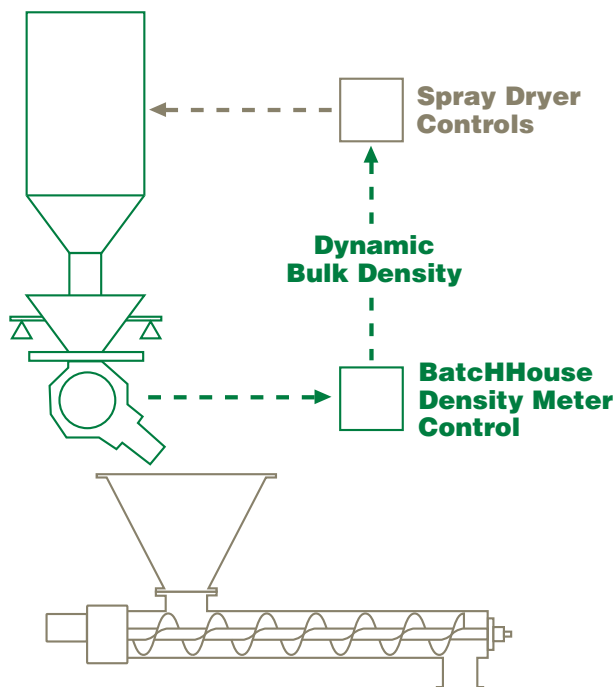 Spray Dryer
Controls
Dynamic
Bulk Density
BatcHHouse
Density Meter
Control